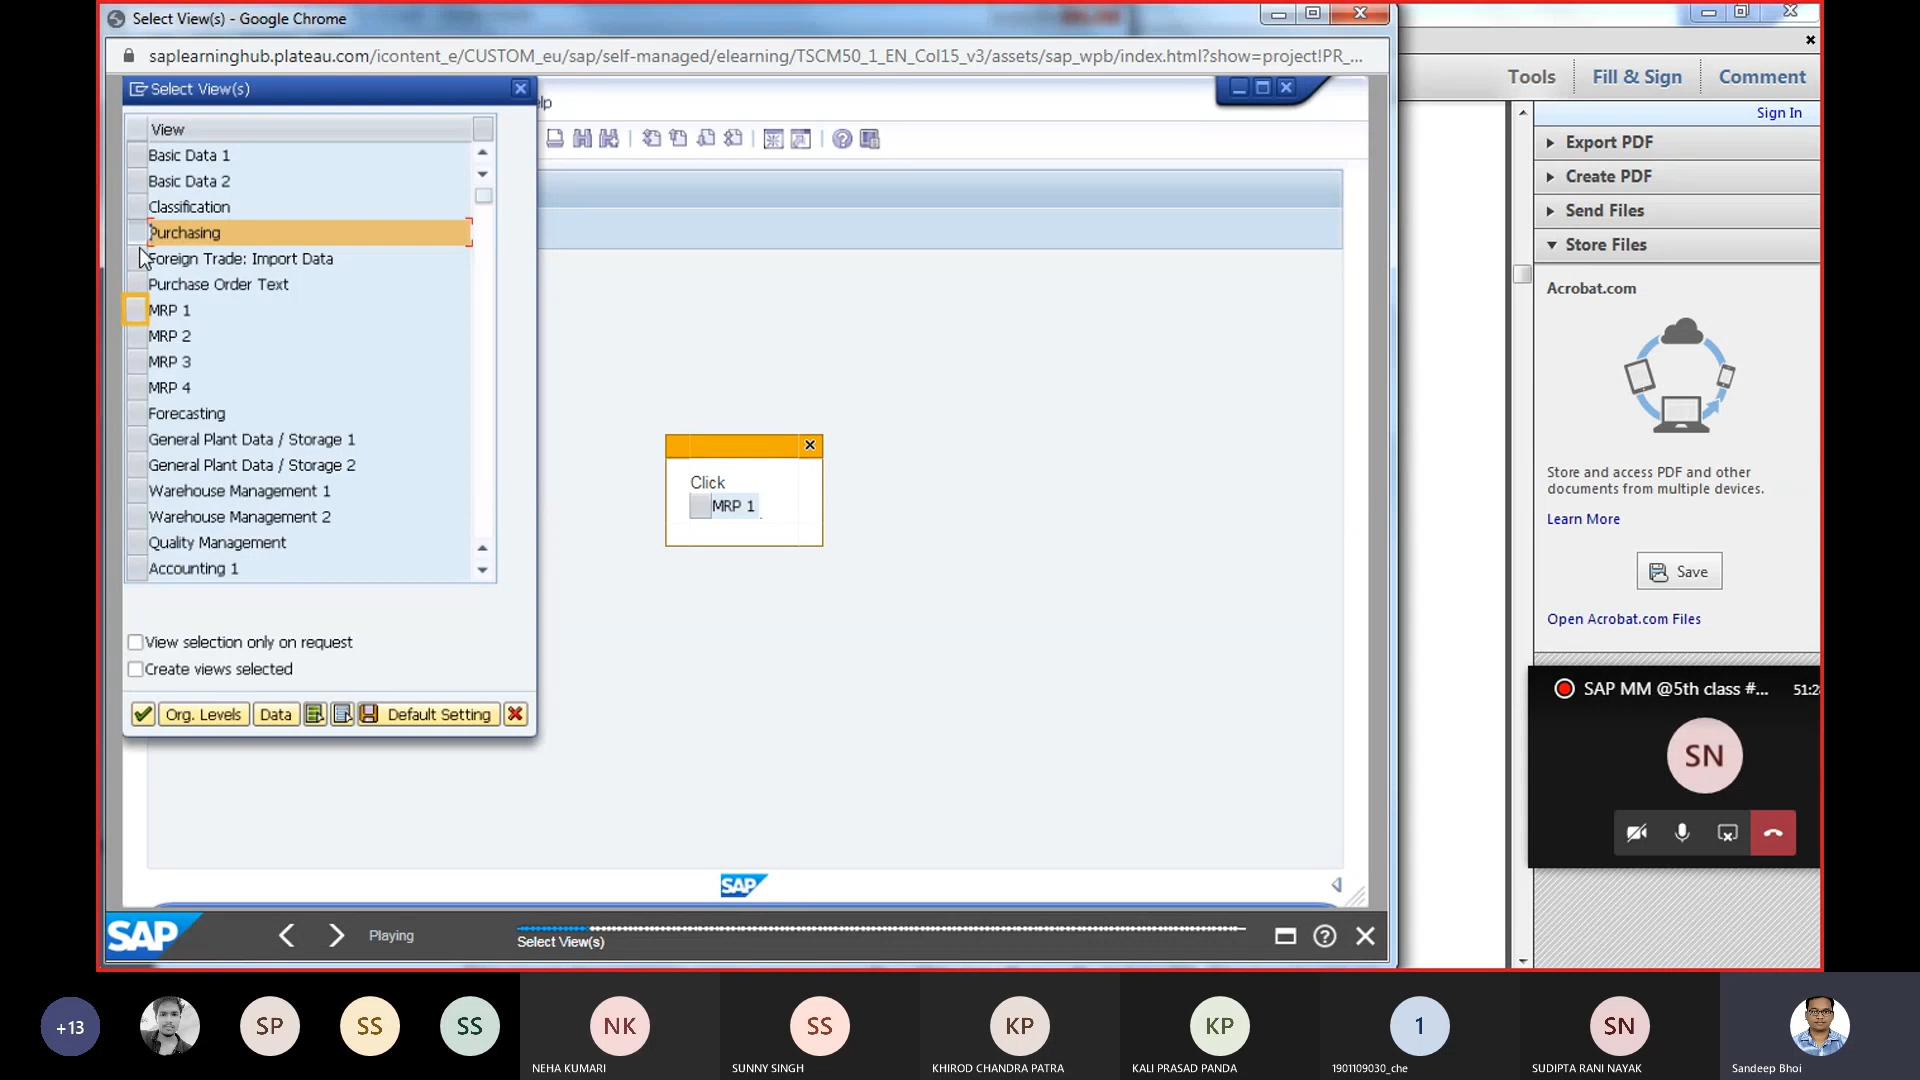 Select View(s) - Google Chrome
saplearninghub.plateau.com/icontent_e/CUSTOM_eu/sap/self-managed/elearning/TSCM50_1_EN_Col15_v3/assets/sap_wpb/index.html?show=project!PR_...
Select View(s)
elp
View
Basic Data 1
Basic Data 2
Classification
Purchasing
Foreign Trade: Import Data
Purchase Order Text
MRP 1
MRP 2
MRP 3
MRP 4
Forecasting
General Plant Data / Storage 1
General Plant Data / Storage 2
Warehouse Management 1
Warehouse Management 2
Quality Management
Accounting 1
View selection only on request
Create views selected
Org. Levels
Data
Default Setting
Click
MRP 1
SAP
SAP
Playing
Select View(s)
Tools
Fill & Sign
Comment
Sign In
Export PDF
Create PDF
Send Files
Store Files
Acrobat.com
Store and access PDF and other
documents from multiple devices.
Learn More
Save
Open Acrobat.com Files
SAP MM @5th class #...
51:2
SN
+13
SP
SS
SS
NK
NEHA KUMARI
SS
SUNNY SINGH
KP
KHIROD CHANDRA PATRA
KP
KALI PRASAD PANDA
1
1901109030_che
SN
SUDIPTA RANI NAYAK
Sandeep Bhoi